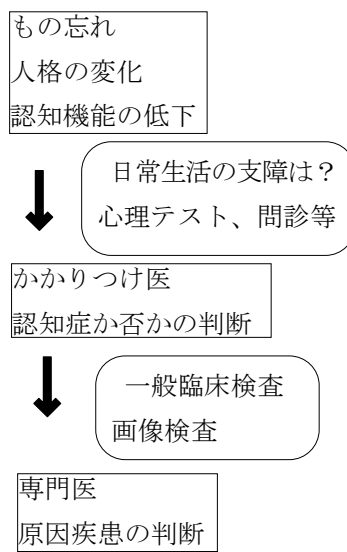 もの忘れ
人格の変化
認知機能の低下
日常生活の支障は？
心理テスト、問診等
かかりつけ医
認知症か否かの判断
一般臨床検査
画像検査
専門医
原因疾患の判断